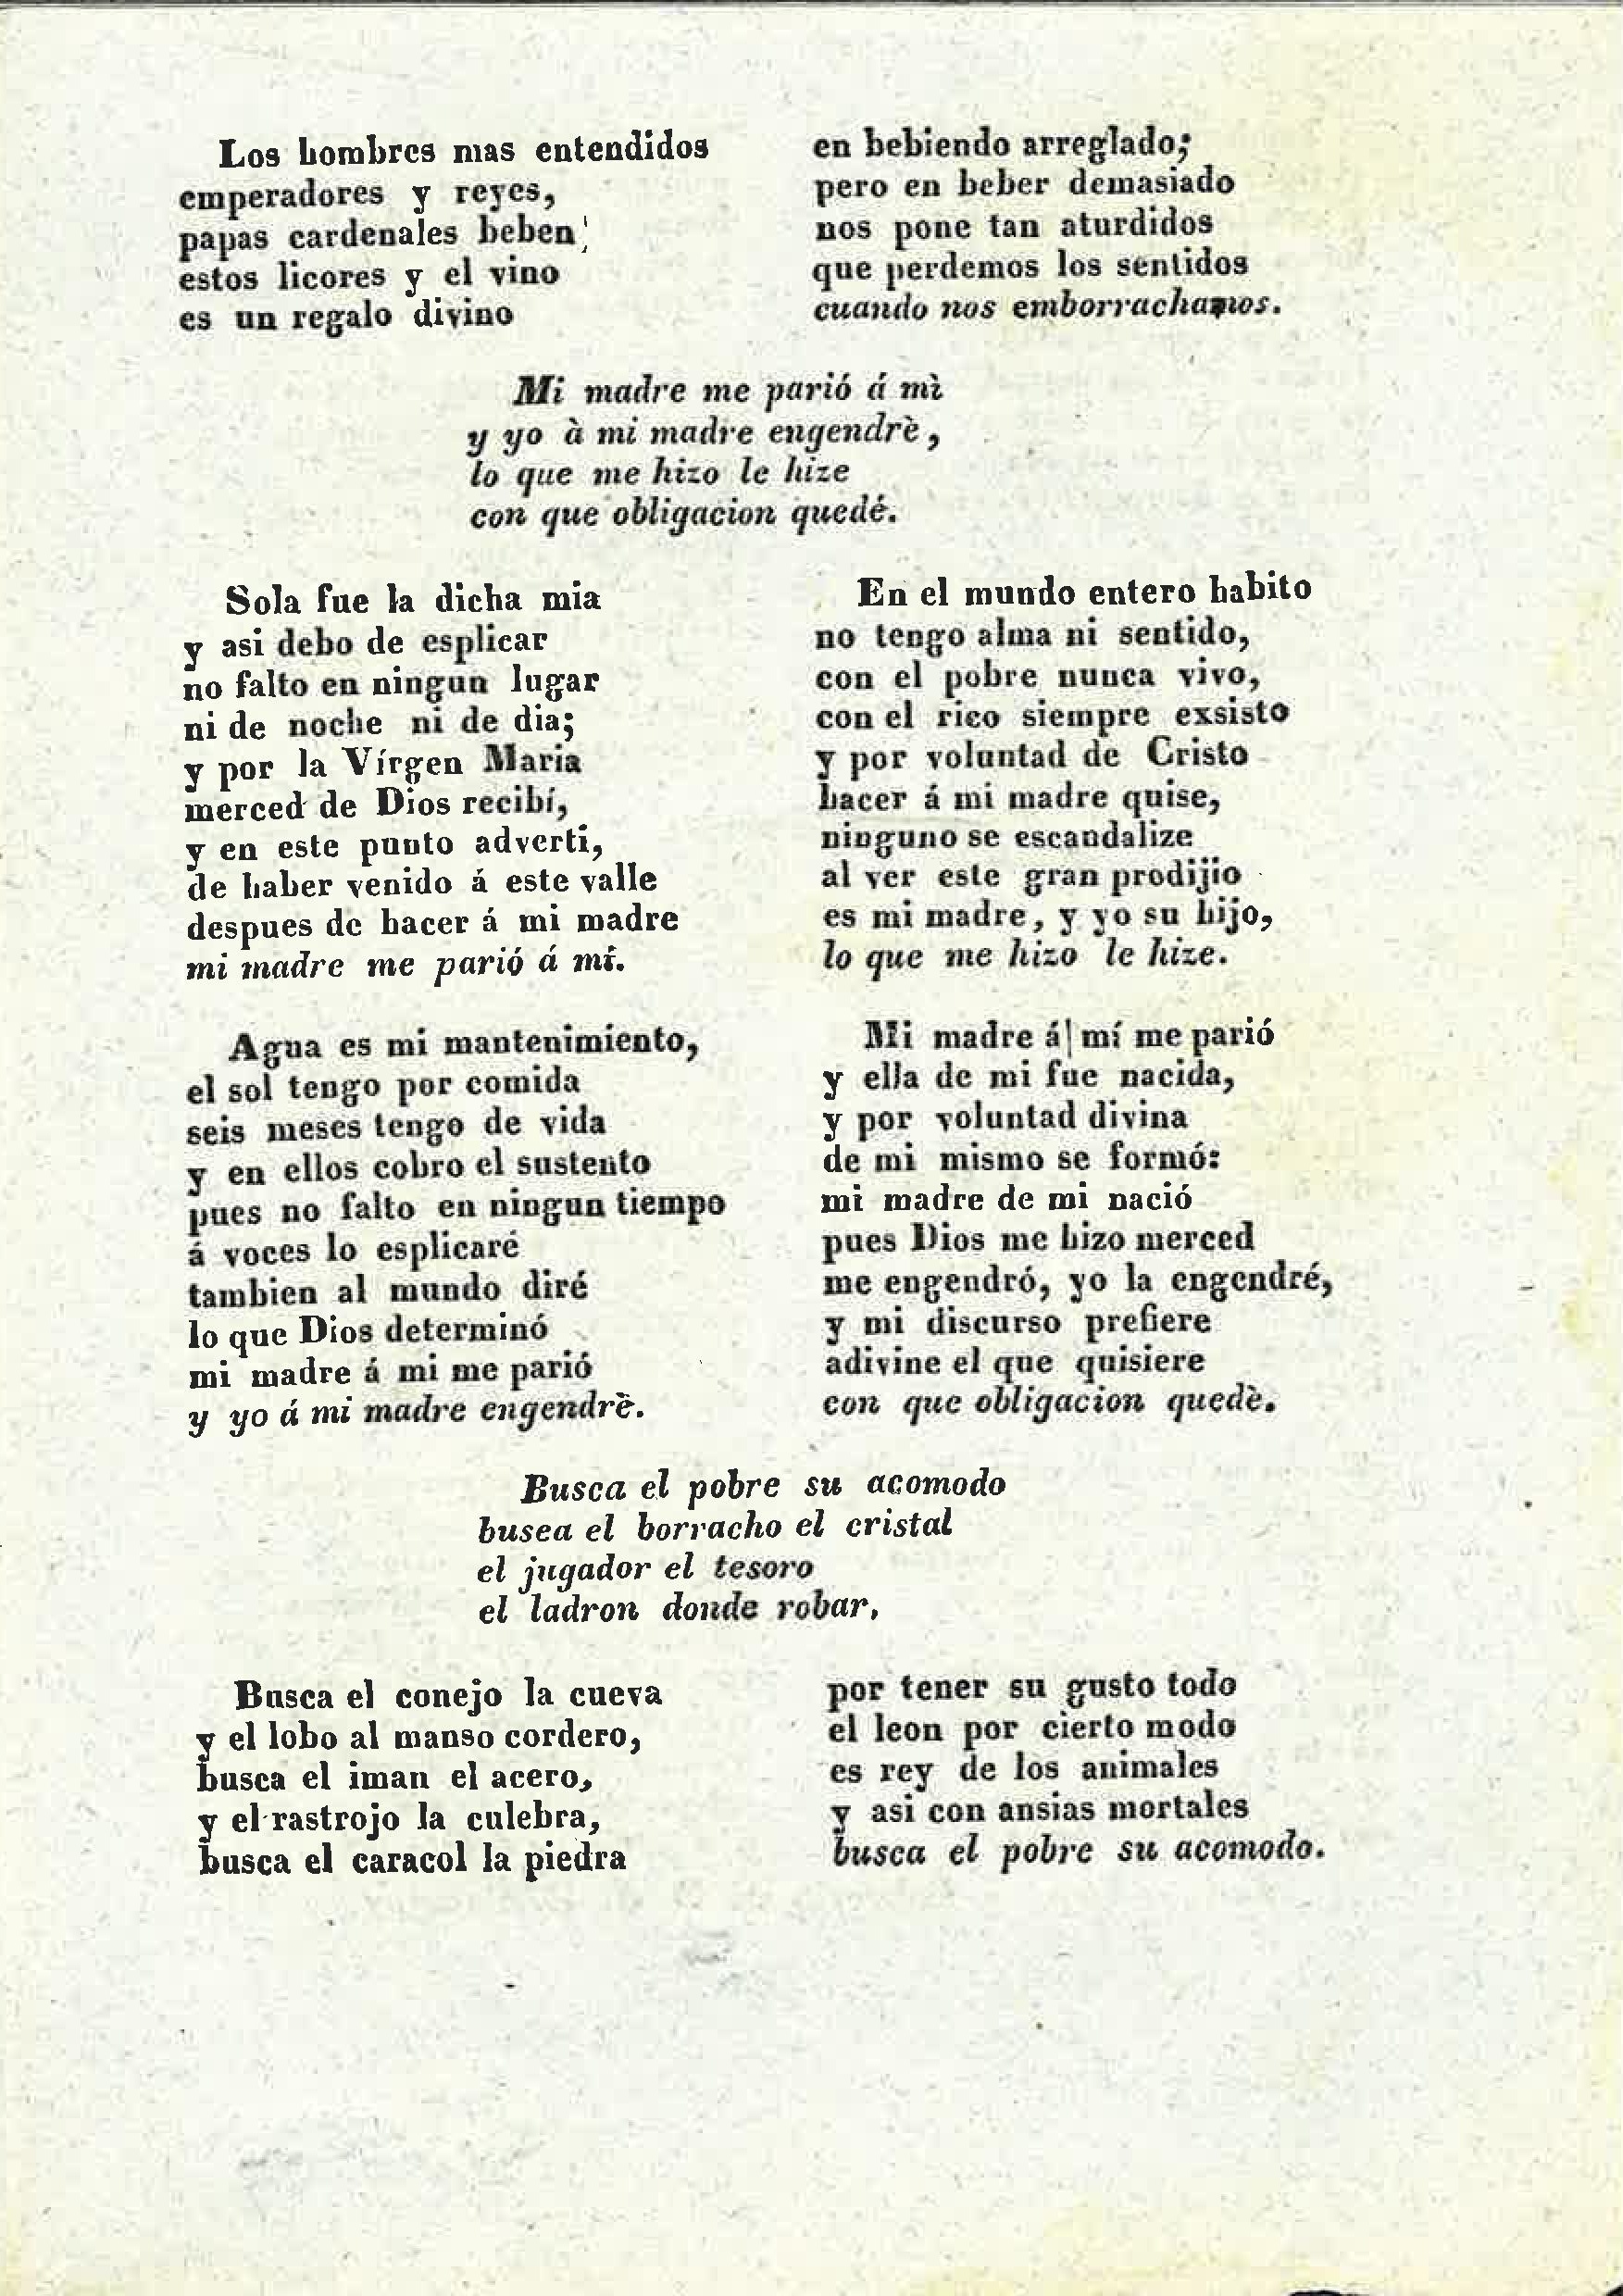 Los hombres mas entendidos
emperadores y reyes,
papas cardenales beben;
estos licores y el vino
es un regalo divino
en bebiendo arreglado;
pero en beber demasiado
nos pone tan aturdidos
que perdemos los sentidos
cuando nos emborrachamos.
Mi madre me parió á mì
y yo à mi madre engendrè,
lo que me hizo le hize
con que obligacion quedé.
Sola fue la dicha mia
y asi debo de esplicar
no falto en ningun lugar
ni de noche ni de dia;
y por la Vírgen Maria
merced de Dios recibí,
y en este punto adverti,
de haber venido á este valle
despues de hacer á mi madre
mi madre me parió á mí.
Agua es mi mantenimiento,
el sol tengo por comida
seis meses tengo de vida
y en ellos cobro el sustento
pues no falto en ningun tiempo
á voces lo esplicaré
tambien al mundo diré
lo que Dios determinó
mi madre á mi me parió
y yo á mi madre engendrè.
En el mundo entero habito
no tengo alma ni sentido,
con el pobre nunca vivo,
con el rico siempre exsisto
y por voluntad de Cristo
hacer á mi madre quise,
ninguno se escandalize
al ver este gran prodijio
es mi madre, y yo su hijo,
lo que me hizo le hize.
Mi madre á mí me parió
y ella de mi fue nacida,
y por voluntad divina
de mi mismo se formó:
mi madre de mi nació
pues Dios me hizo merced
me engendró, yo la engendré,
y mi discurso prefiere
adivine el que quisiere
con que obligacion quedè.
Busca el pobre su acomodo
busea el borracho el cristal
el jugador el tesoro
el ladron donde robar,
Busca el conejo la cueva
y el lobo al manso cordero,
busca el iman el acero,
y el rastrojo la culebra,
busca el caracol la piedra
por tener su gusto todo
el leon por cierto modo
es rey de los animales
y asi con ansias mortales
busca el pobre su acomodo.